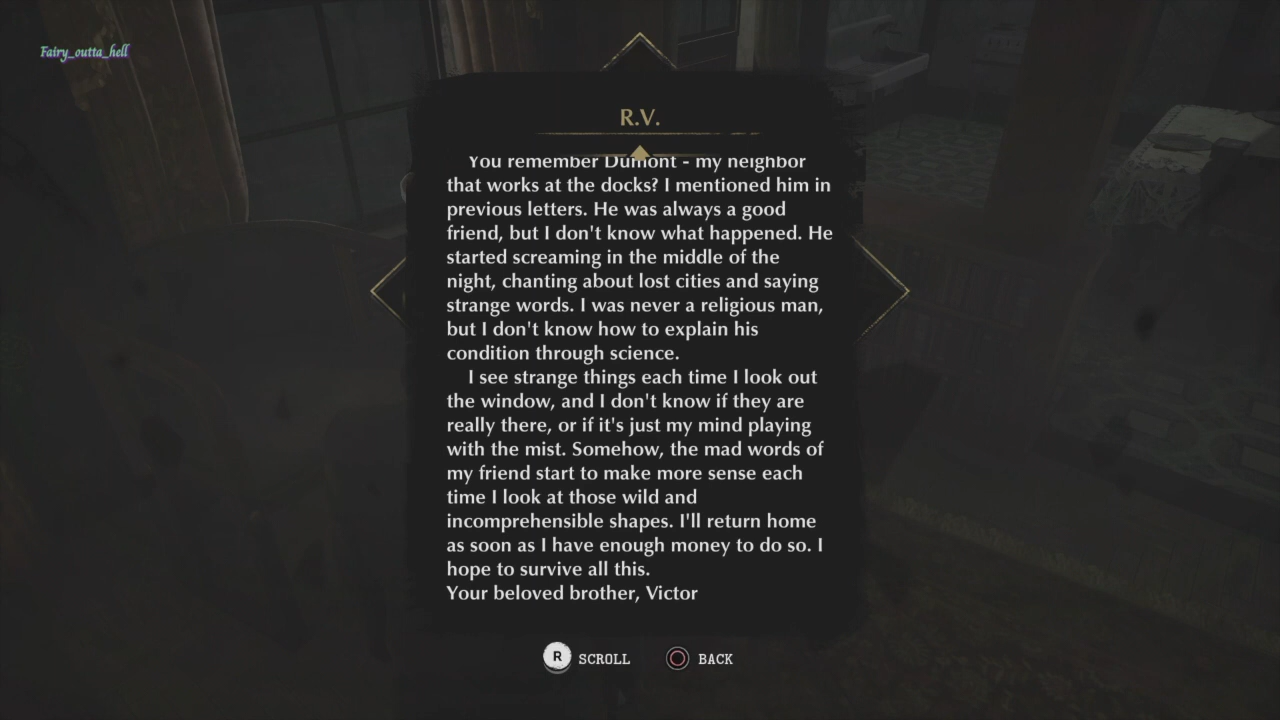 Fairy_outta_hell
R.V.
You remember Dumont - my neighbor
that works at the docks? I mentioned him in
previous letters. He was always a good
friend, but I don't know what happened. He
started screaming in the middle of the
night, chanting about lost cities and saying
strange words. I was never a religious man,
but I don't know how to explain his
condition through science.
I see strange things each time I look out
the window, and I don't know if they are
really there, or if it's just my mind playing
with the mist. Somehow, the mad words of
my friend start to make more sense each
time I look at those wild and
incomprehensible shapes. I'll return home
as soon as I have enough money to do so. I
hope to survive all this.
Your beloved brother, Victor
R SCROLL BACK